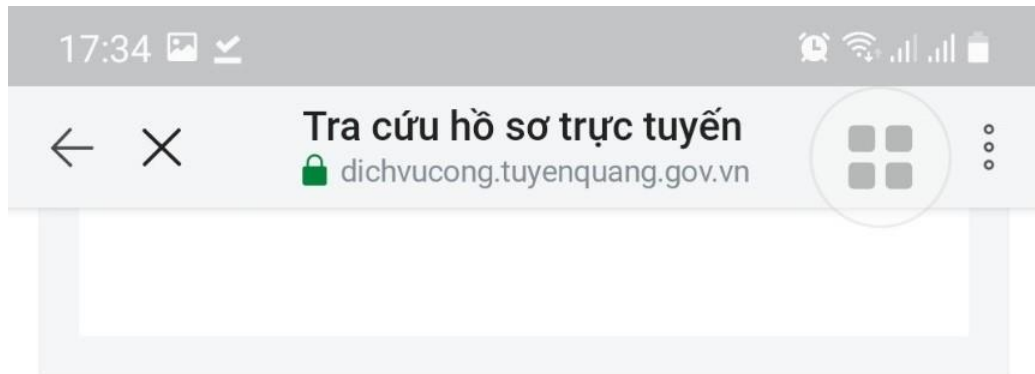 17:34
Tra cứu hồ sơ trực tuyến
dichvucong.tuyenquang.gov.vn